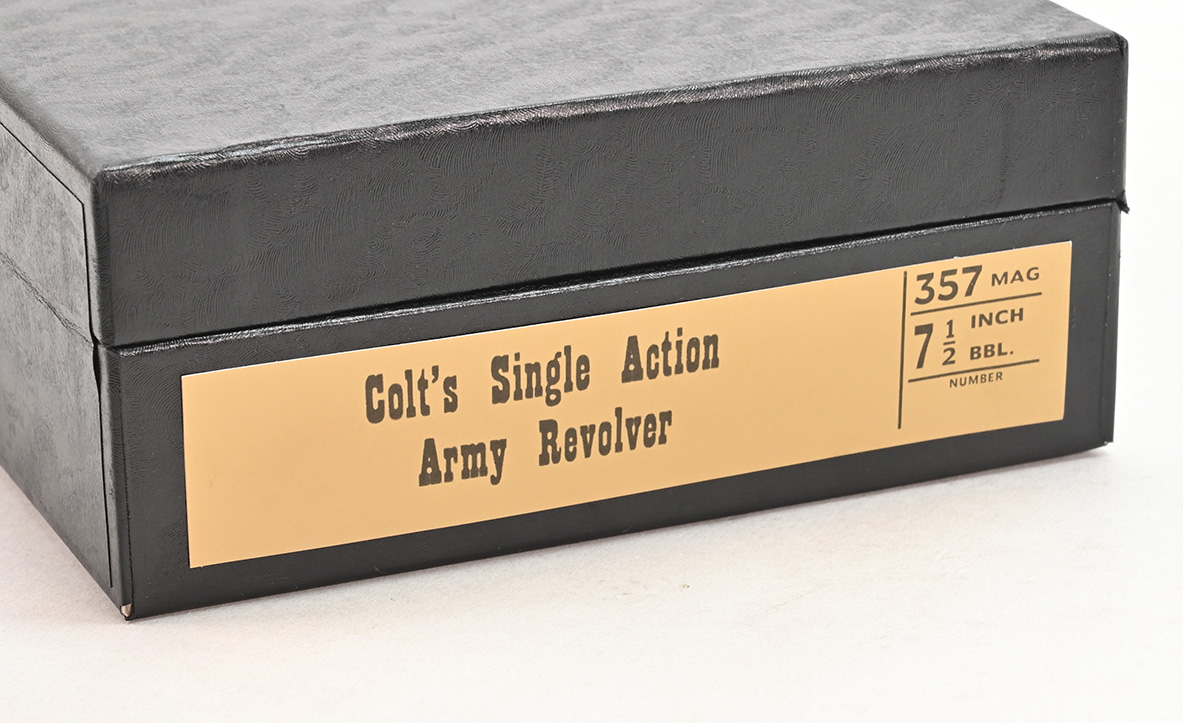 Colt's Single Action
Army Revolver
357 MAG
7 1/2 INCH BBL.
NUMBER